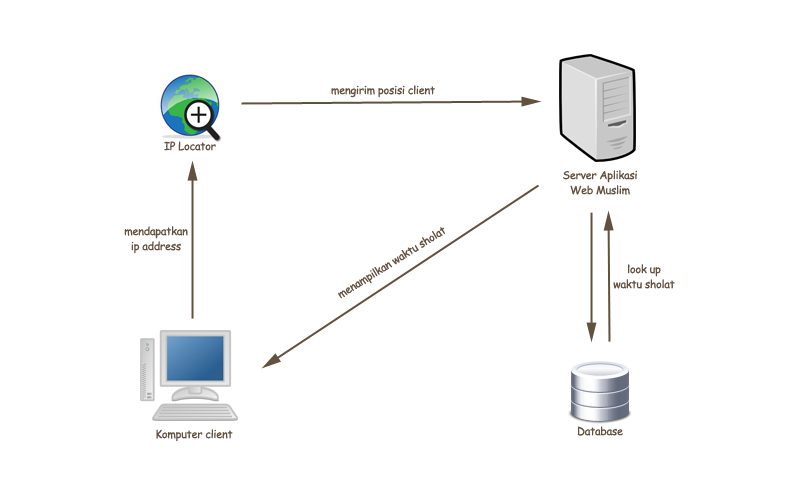 mengirim posisi client
IP Locator
Server Aplikasi
Web Muslim
mendapatkan
ip address
menampilkan waktu sholat
look up
waktu sholat
Komputer client
Database